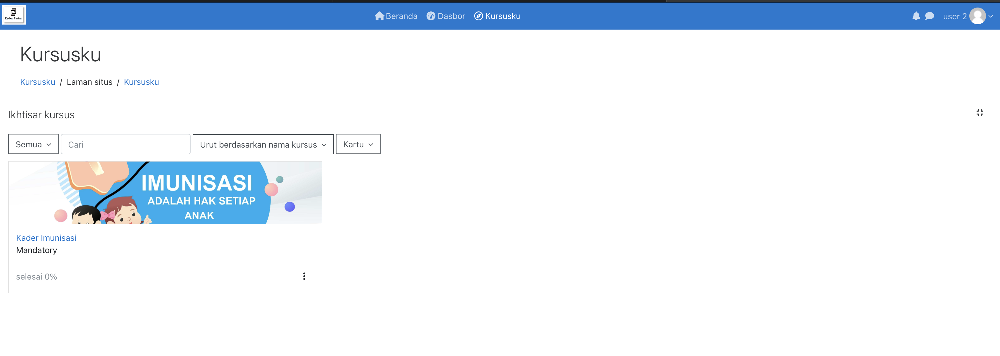 Kader Pintar
Beranda
Dasbor
Kursusku
user 2
Kursusku
Kursusku / Laman situs / Kursusku
Ikhtisar kursus
Semua
Cari
Urut berdasarkan nama kursus
Kartu
IMUNISASI
ADALAH HAK SETIAP
ANAK
Kader Imunisasi
Mandatory
selesai 0%